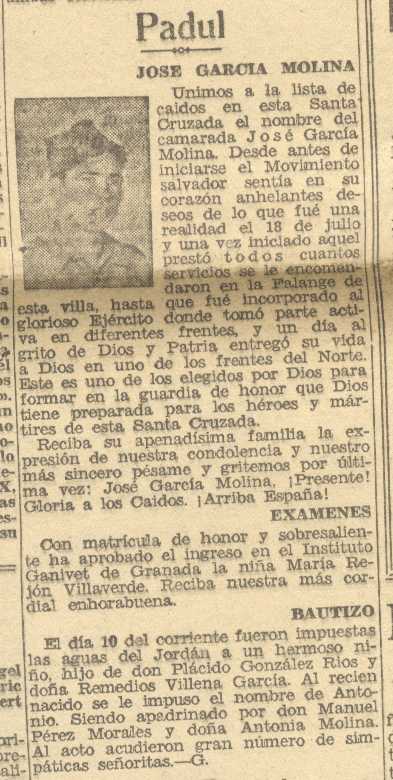 Padul
JOSE GARCIA MOLINA
Unimos a la lista de
caidos en esta Santa
Cruzada el nombre del
camarada José García
Molina. Desde antes de
iniciarse el Movimiento
salvador sentía en su
corazón anhelantes de-
seos de lo que fué una
realidad el 18 de julio
y una vez iniciado aquel
prestó todos cuantos
servicios se le encomen-
daron en la Falange de
esta villa, hasta que fué incorporado al
glorioso Ejército donde tomó parte acti-
va en diferentes frentes, y un día al
grito de Dios y Patria entregó su vida
a Dios en uno de los frentes del Norte.
Este es uno de los elegidos por Dios para
formar en la guardia de honor que Dios
tiene preparada para los héroes y már-
tires de esta Santa Cruzada.
Reciba su apenadísima familia la ex-
presión de nuestra condolencia y nuestro
más sincero pésame y gritemos por últi-
ma vez: José García Molina, ¡Presente!
Gloria a los Caidos. ¡Arriba España!
EXAMENES
Con matrícula de honor y sobresalien-
te ha aprobado el ingreso en el Instituto
Ganivet de Granada la niña María Re-
jón Villaverde. Reciba nuestra más cor-
dial enhorabuena.
BAUTIZO
El día 10 del corriente fueron impuestas
las aguas del Jordán a un hermoso ni-
ño, hijo de don Plácido González Rios y
doña Remedios Villena García. Al recien
nacido se le impuso el nombre de Anto-
nio. Siendo apadrinado por don Manuel
Pérez Morales y doña Antonia Molina.
Al acto acudieron gran número de sim-
páticas señoritas.—G.